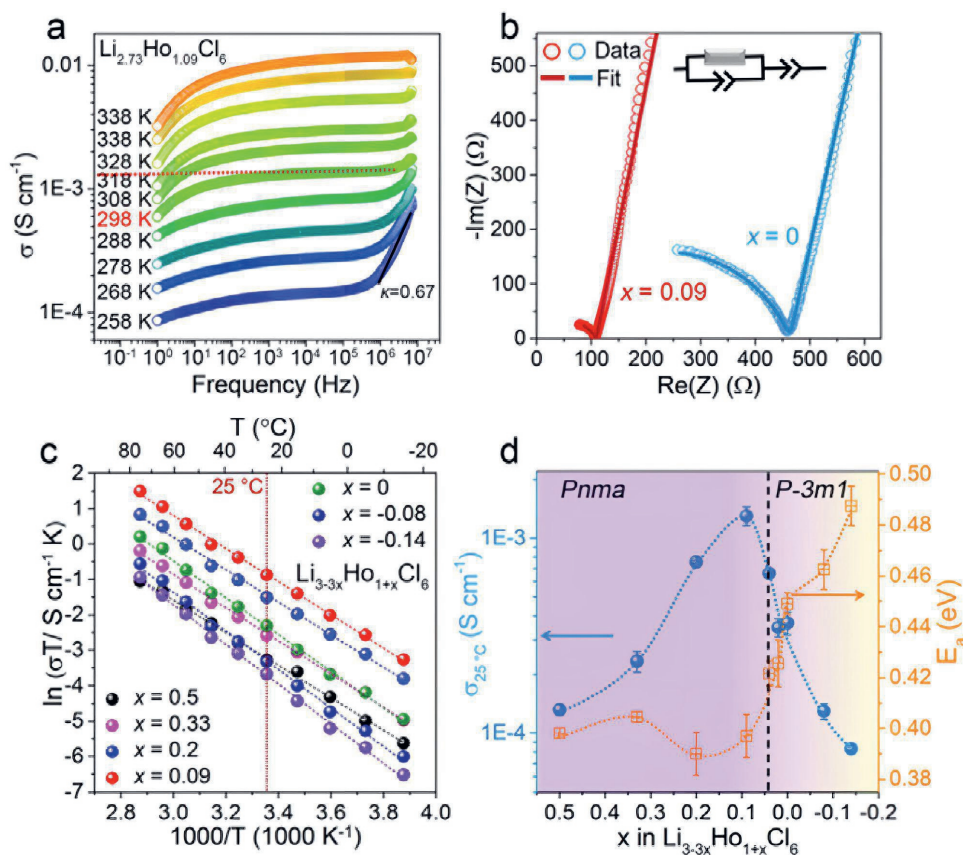 a
Li2.73Ho1.09Cl6
0.01
1E-3
1E-4
σ (S cm⁻¹)
338 K
338 K
328 K
318 K
308 K
298 K
288 K
278 K
268 K
258 K
κ=0.67
10⁻¹ 10⁰ 10¹ 10² 10³ 10⁴ 10⁵ 10⁶ 10⁷
Frequency (Hz)
b
Data
Fit
x = 0
x = 0.09
-Im(Z) (Ω)
500
400
300
200
100
0
0 100 200 300 400 500 600
Re(Z) (Ω)
c
T (°C)
80 60 40 20 0 -20
25 °C
x = 0
x = -0.08
x = -0.14
Li3-3xHo1+xCl6
x = 0.5
x = 0.33
x = 0.2
x = 0.09
ln (σT/ S cm⁻¹ K)
2
1
0
-1
-2
-3
-4
-5
-6
-7
2.8 3.0 3.2 3.4 3.6 3.8 4.0
1000/T (1000 K⁻¹)
d
Pnma
P-3m1
σ25 °C (S cm⁻¹)
1E-3
1E-4
0.50
0.48
0.46
0.44
0.42
0.40
0.38
Ea (eV)
0.5 0.4 0.3 0.2 0.1 0.0 -0.1 -0.2
x in Li3-3xHo1+xCl6